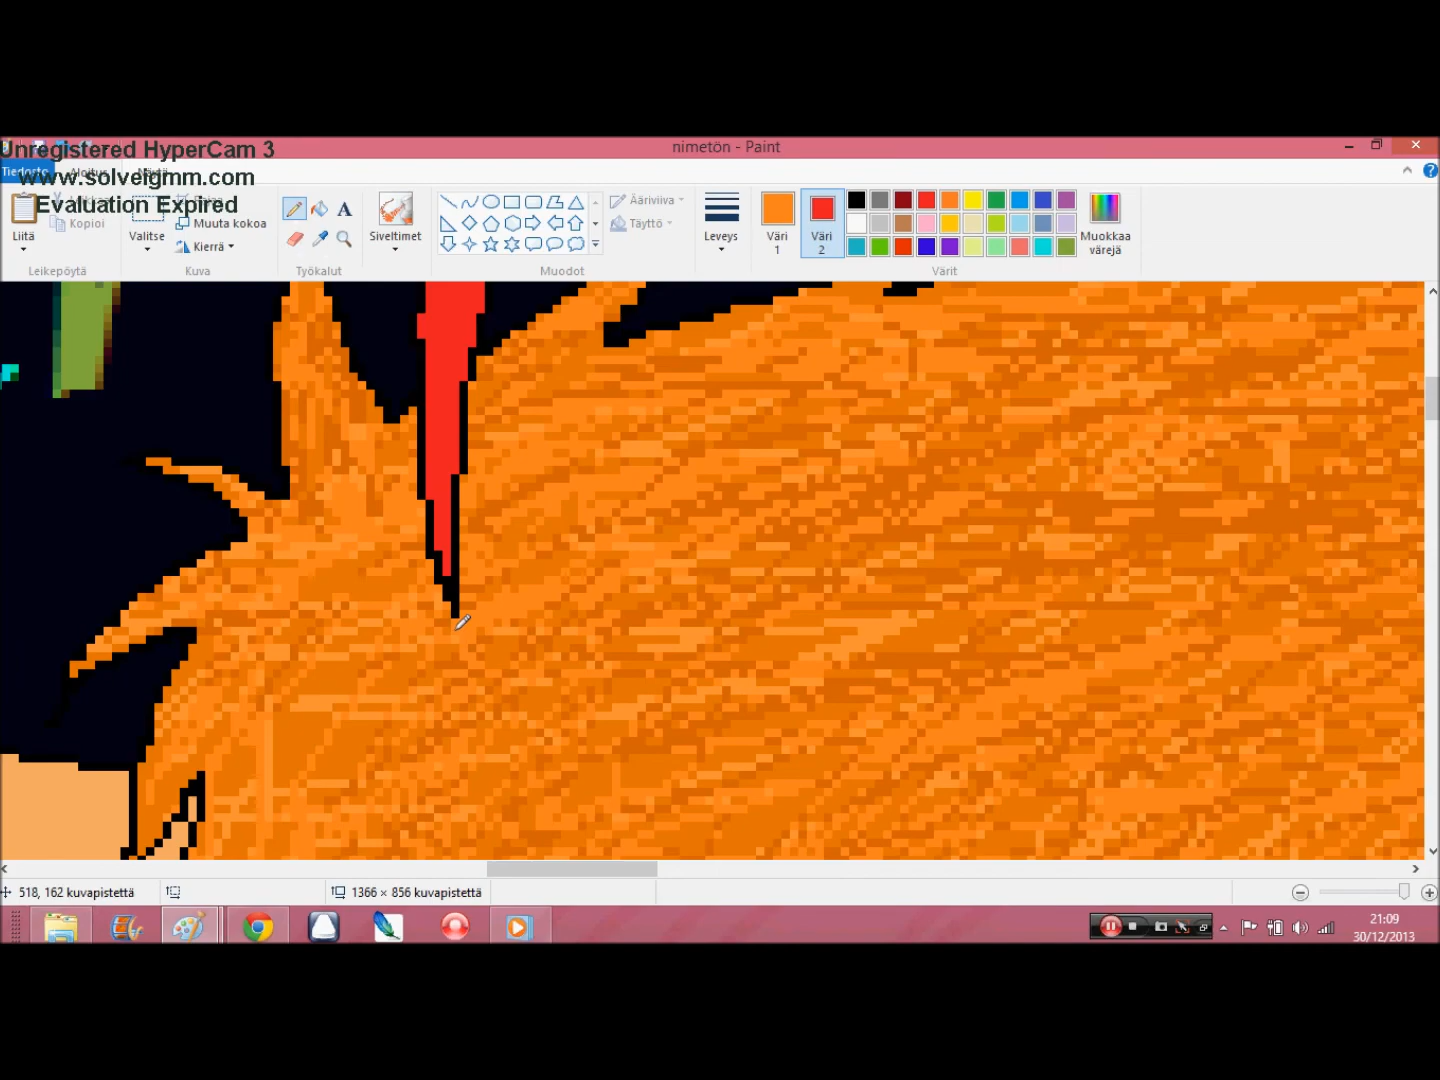 Unregistered HyperCam 3
nimetön - Paint
Tiedosto
www.solveigmm.com
Evaluation Expired
Kopioi
Liitä
Valitse
Muuta kokoa
Kierrä
Siveltimet
Ääriviiva
Täyttö
Leveys
Väri 1
Väri 2
Muokkaa värejä
Leikepöytä
Kuva
Työkalut
Muodot
Värit
518, 162 kuvapistettä
1366 × 856 kuvapistettä
21:09
30/12/2013